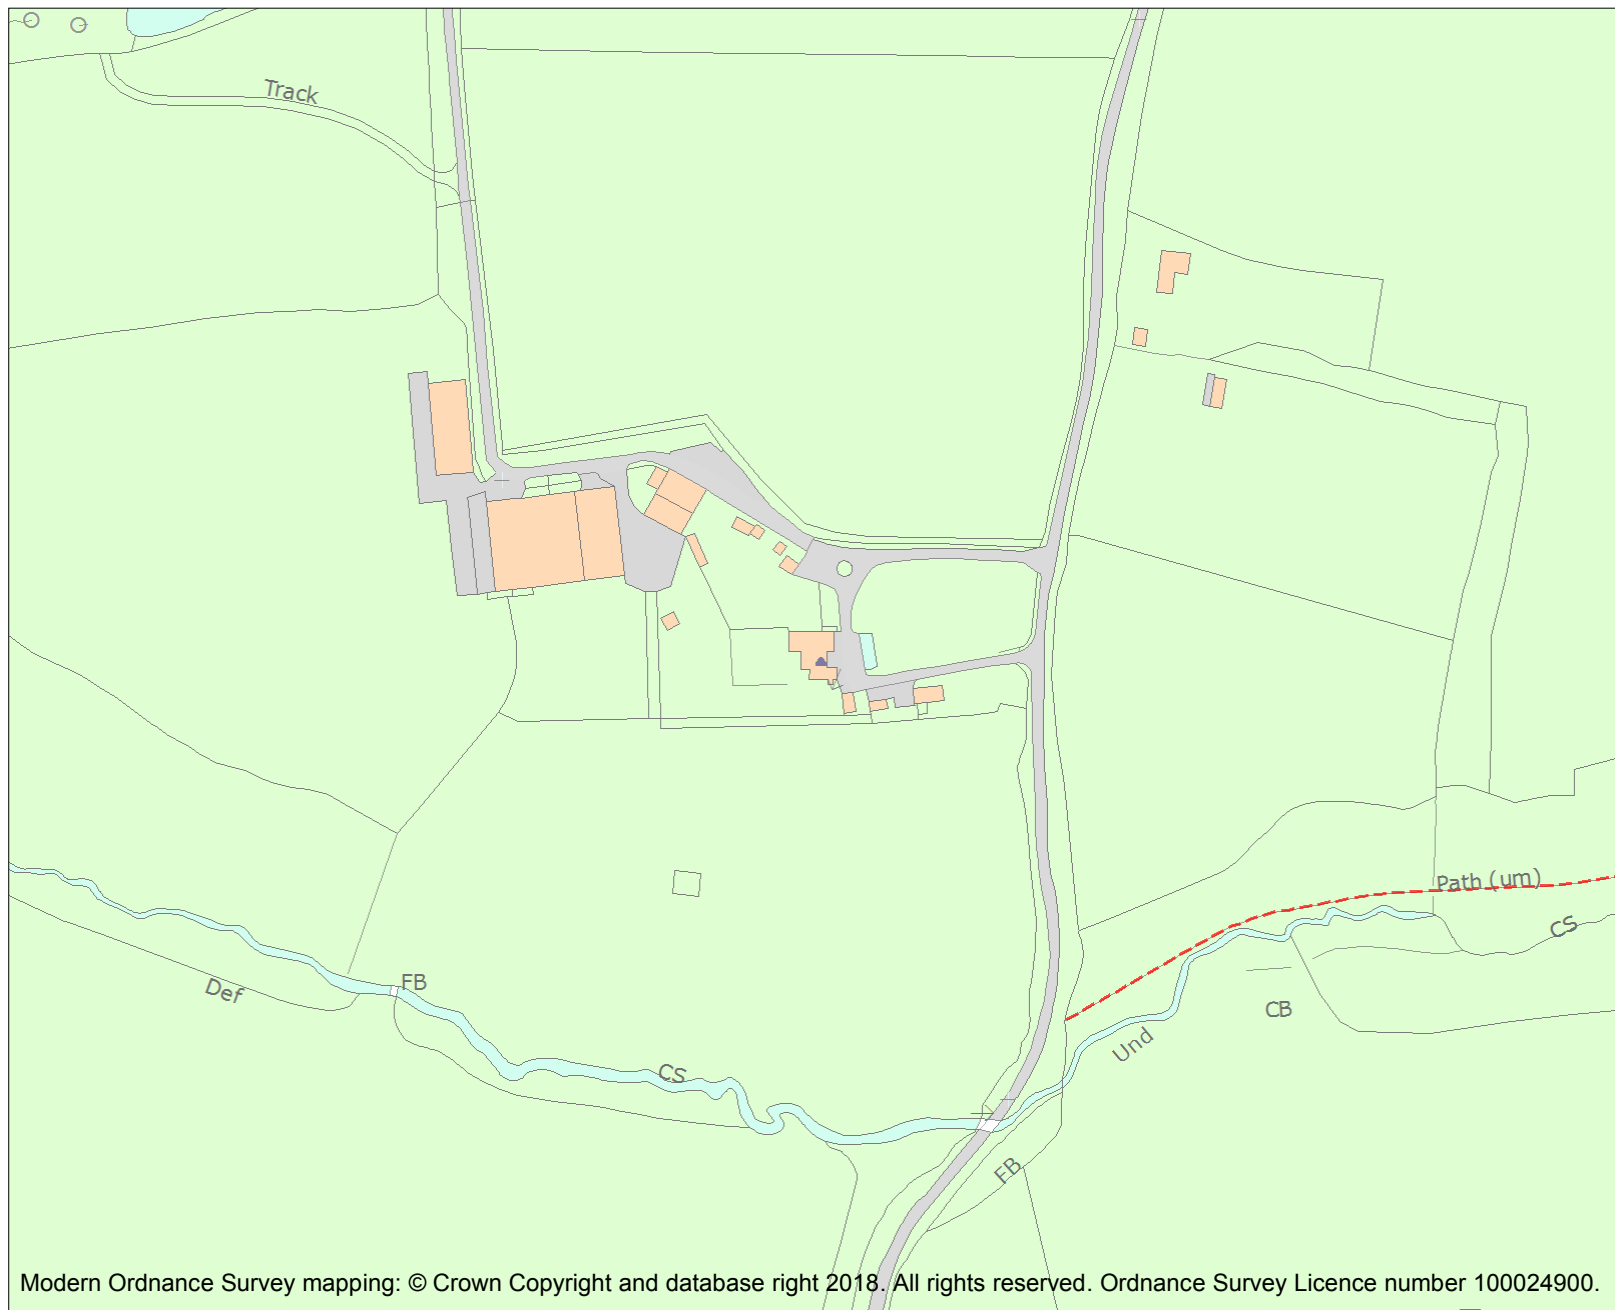 Track
Path (um)
CS
FB
Def
CB
Und
CS
FB
Modern Ordnance Survey mapping: © Crown Copyright and database right 2018. All rights reserved. Ordnance Survey Licence number 100024900.